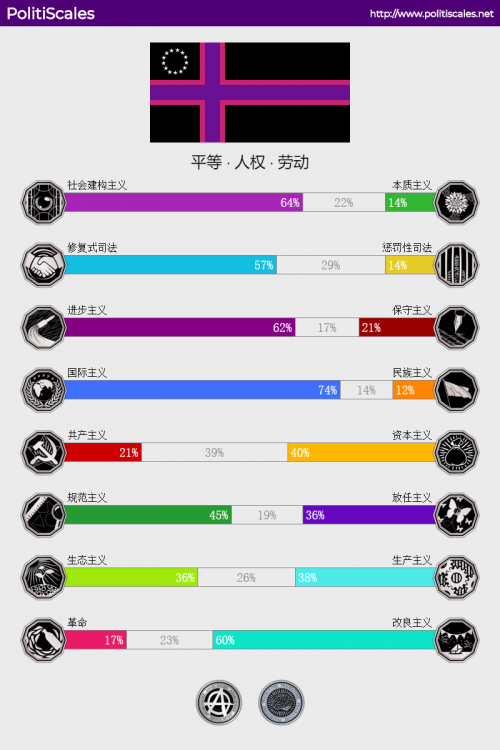 PolitiScales http://www.politiscales.net
平等 · 人权 · 劳动
社会建构主义 本质主义
64% 22% 14%
修复式司法 惩罚性司法
57% 29% 14%
进步主义 保守主义
62% 17% 21%
国际主义 民族主义
74% 14% 12%
共产主义 资本主义
21% 39% 40%
规范主义 放任主义
45% 19% 36%
生态主义 生产主义
36% 26% 38%
革命 改良主义
17% 23% 60%